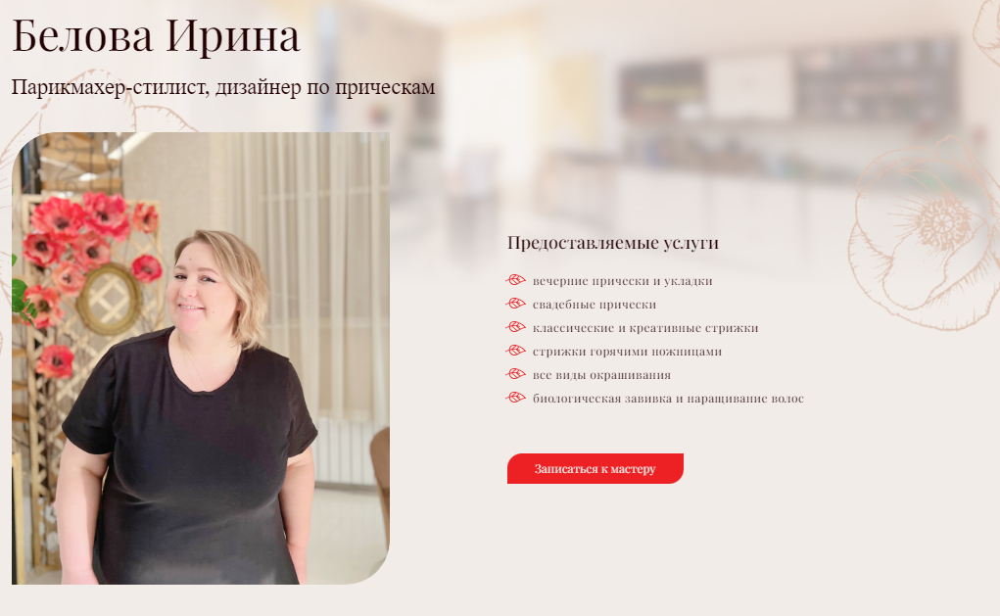 Белова Ирина
Парикмахер-стилист, дизайнер по прическам
Предоставляемые услуги
вечерние прически и укладки
свадебные прически
классические и креативные стрижки
стрижки горячими ножницами
все виды окрашивания
биологическая завивка и наращивание волос
Записаться к мастеру